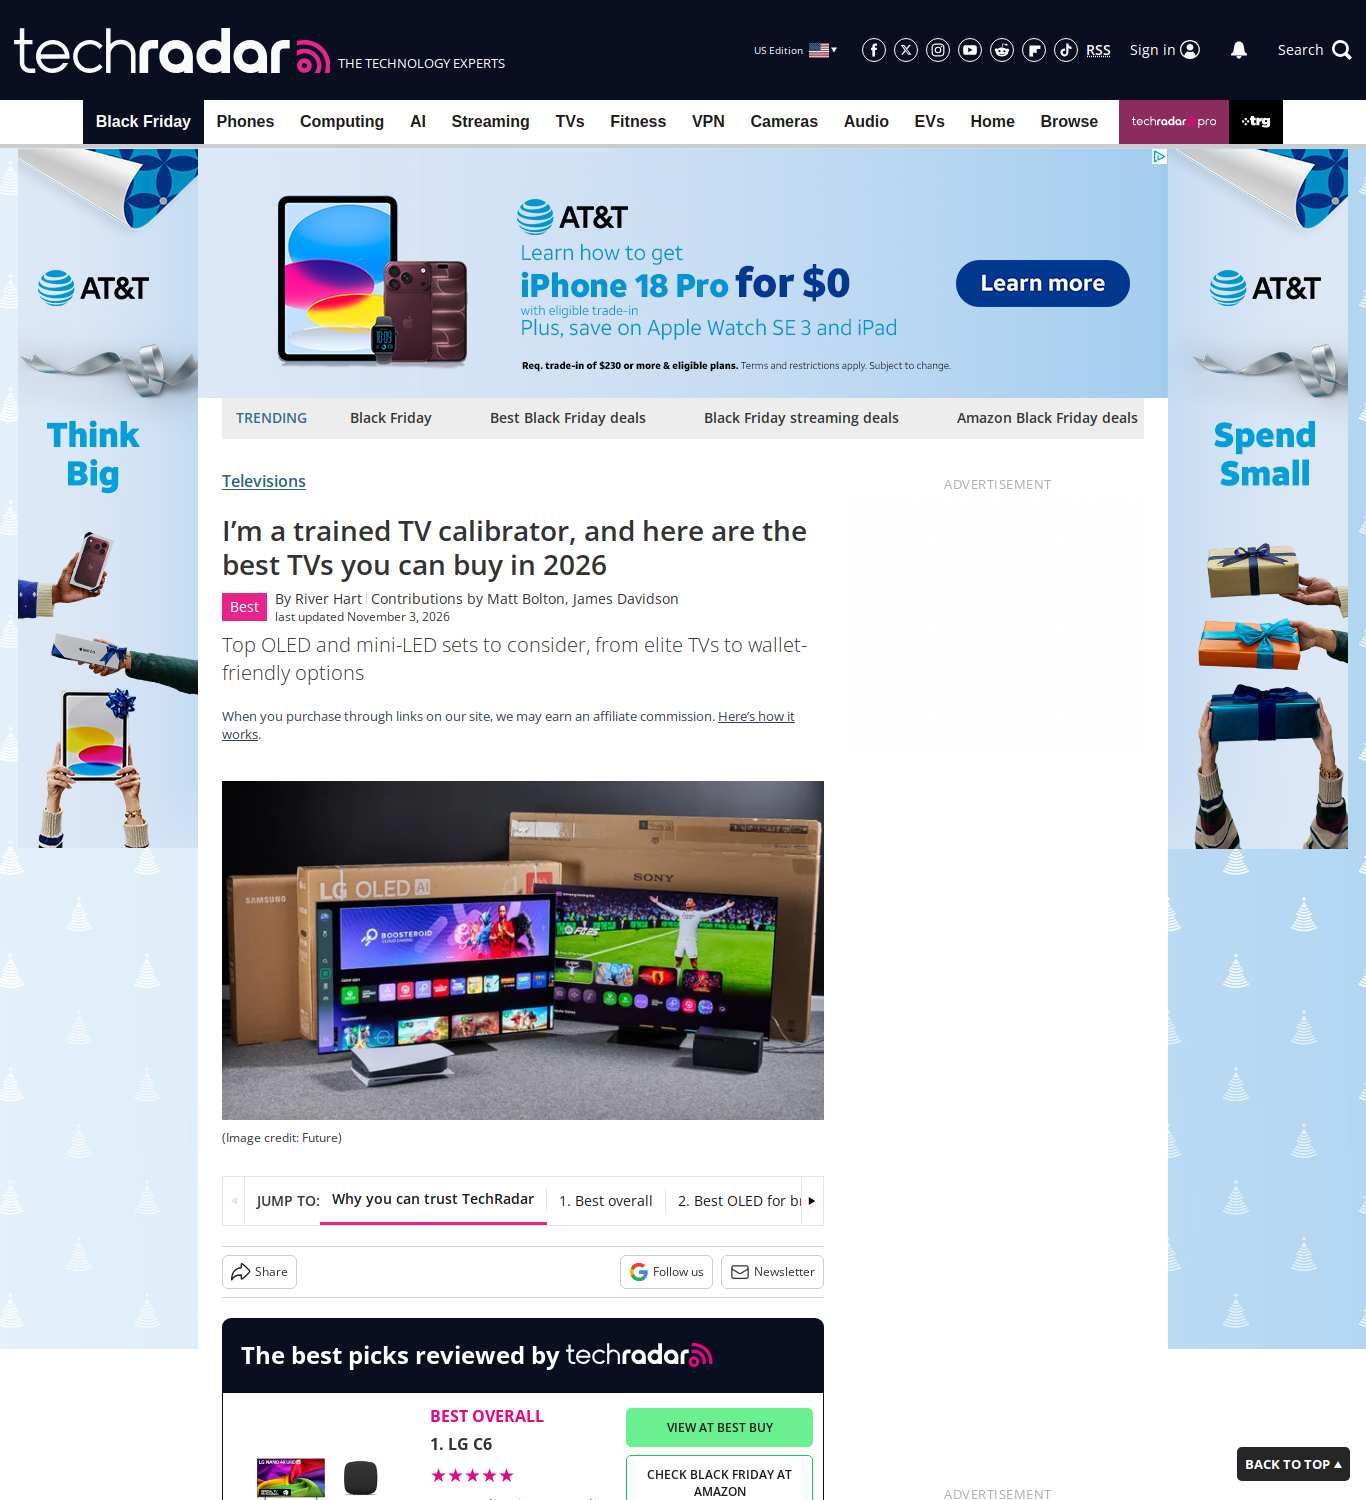 techradar THE TECHNOLOGY EXPERTS
US Edition
RSS
Sign in
Search
Black Friday
Phones
Computing
AI
Streaming
TVs
Fitness
VPN
Cameras
Audio
EVs
Home
Browse
techradar pro
trg
AT&T
Think
Big
AT&T
Learn how to get
iPhone 18 Pro for $0
with eligible trade-in
Plus, save on Apple Watch SE 3 and iPad
Req. trade-in of $230 or more & eligible plans. Terms and restrictions apply. Subject to change.
Learn more
AT&T
Spend
Small
TRENDING
Black Friday
Best Black Friday deals
Black Friday streaming deals
Amazon Black Friday deals
Televisions
ADVERTISEMENT
I’m a trained TV calibrator, and here are the
best TVs you can buy in 2026
Best
By River Hart
Contributions by Matt Bolton, James Davidson
last updated November 3, 2026
Top OLED and mini-LED sets to consider, from elite TVs to wallet-
friendly options
When you purchase through links on our site, we may earn an affiliate commission. Here’s how it
works.
SAMSUNG
LG OLED AI
SONY
BOOSTEROID
CLOUD GAMING
FC 25
(Image credit: Future)
JUMP TO:
Why you can trust TechRadar
1. Best overall
2. Best OLED for br
Share
Follow us
Newsletter
The best picks reviewed by techradar
BEST OVERALL
1. LG C6
VIEW AT BEST BUY
CHECK BLACK FRIDAY AT
AMAZON
BACK TO TOP
ADVERTISEMENT